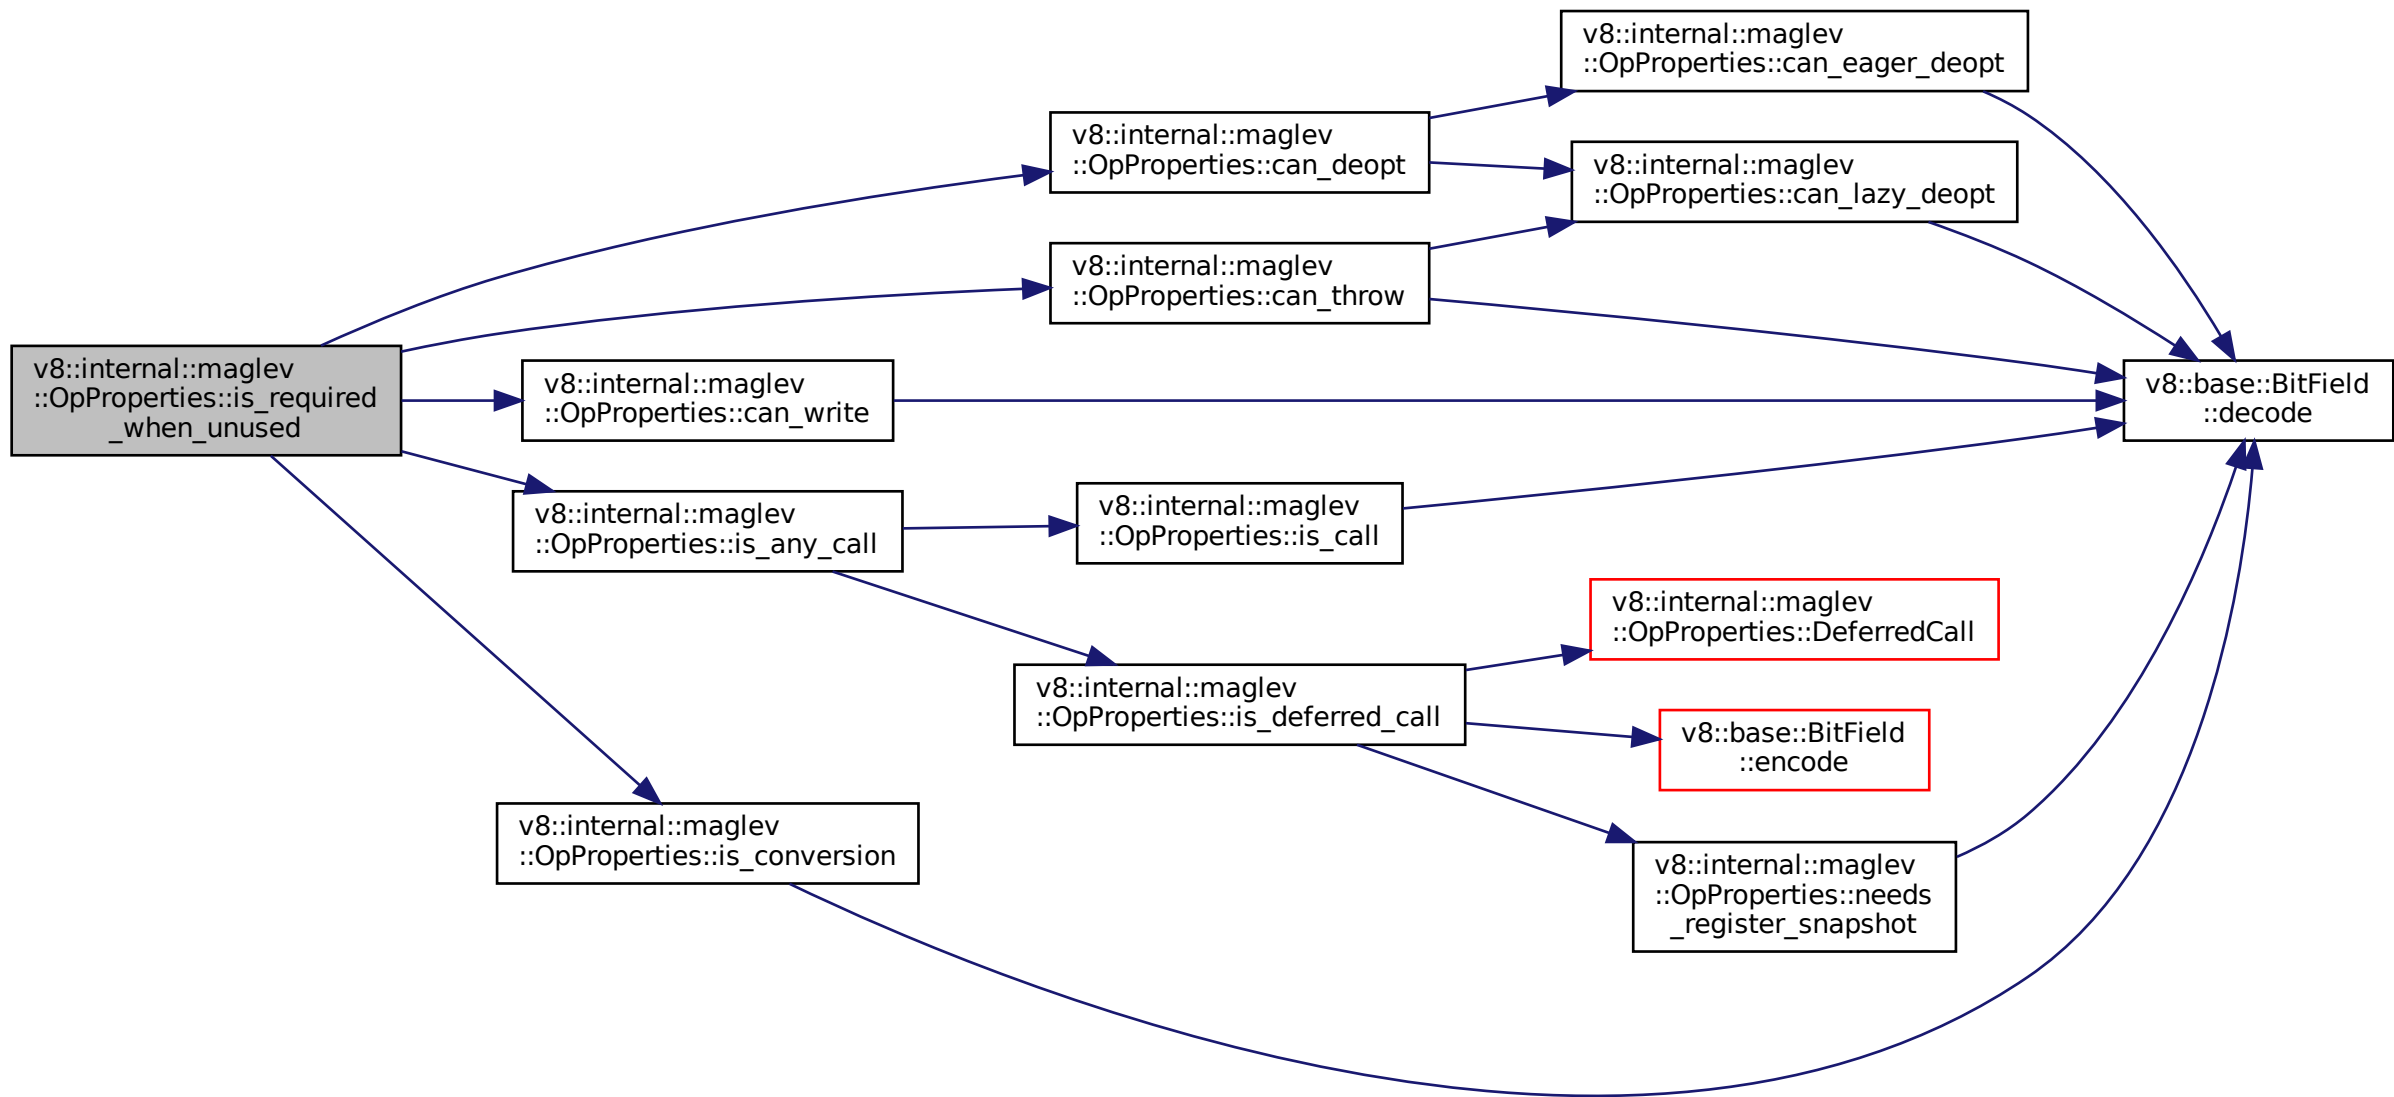 v8::internal::maglev
::OpProperties::can_eager_deopt
v8::internal::maglev
::OpProperties::can_deopt
v8::internal::maglev
::OpProperties::can_lazy_deopt
v8::internal::maglev
::OpProperties::can_throw
v8::internal::maglev
::OpProperties::is_required
_when_unused
v8::internal::maglev
::OpProperties::can_write
v8::base::BitField
::decode
v8::internal::maglev
::OpProperties::is_any_call
v8::internal::maglev
::OpProperties::is_call
v8::internal::maglev
::OpProperties::DeferredCall
v8::internal::maglev
::OpProperties::is_deferred_call
v8::base::BitField
::encode
v8::internal::maglev
::OpProperties::is_conversion
v8::internal::maglev
::OpProperties::needs
_register_snapshot